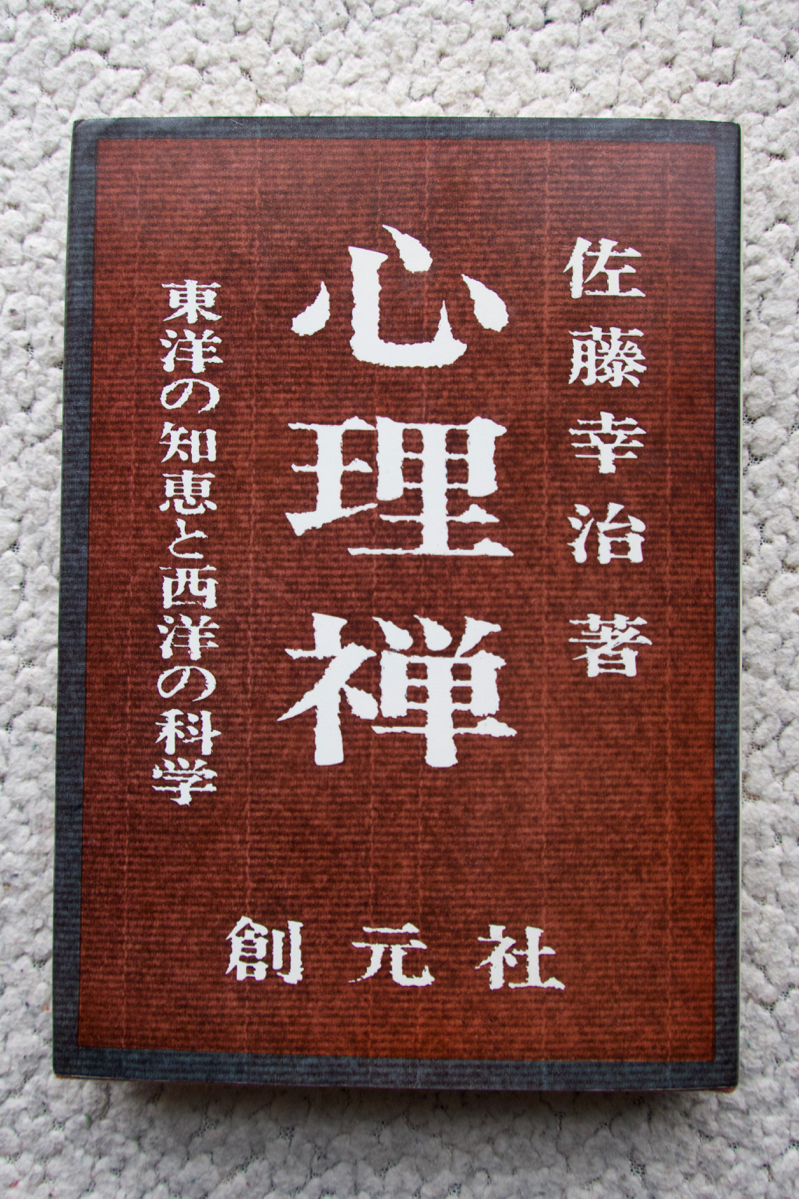 佐藤幸治著
心理禅
東洋の知恵と西洋の科学
創元社